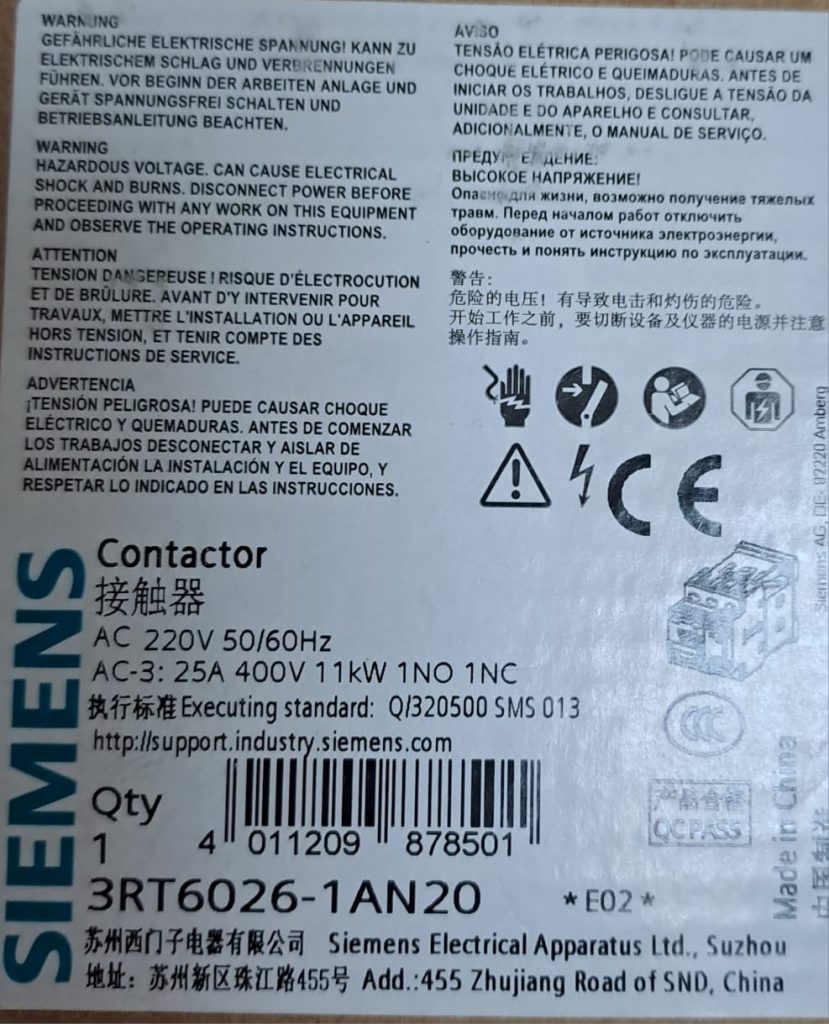 WARNUNG
GEFÄHRLICHE ELEKTRISCHE SPANNUNG! KANN ZU
ELEKTRISCHEM SCHLAG UND VERBRENNUNGEN
FÜHREN. VOR BEGINN DER ARBEITEN ANLAGE UND
GERÄT SPANNUNGSFREI SCHALTEN UND
BETRIEBSANLEITUNG BEACHTEN.
WARNING
HAZARDOUS VOLTAGE. CAN CAUSE ELECTRICAL
SHOCK AND BURNS. DISCONNECT POWER BEFORE
PROCEEDING WITH ANY WORK ON THIS EQUIPMENT
AND OBSERVE THE OPERATING INSTRUCTIONS.
ATTENTION
TENSION DANGEREUSE ! RISQUE D'ÉLECTROCUTION
ET DE BRÛLURE. AVANT D'Y INTERVENIR POUR
TRAVAUX, METTRE L'INSTALLATION OU L'APPAREIL
HORS TENSION, ET TENIR COMPTE DES
INSTRUCTIONS DE SERVICE.
ADVERTENCIA
¡TENSIÓN PELIGROSA! PUEDE CAUSAR CHOQUE
ELÉCTRICO Y QUEMADURAS. ANTES DE COMENZAR
LOS TRABAJOS DESCONECTAR Y AISLAR DE
ALIMENTACIÓN LA INSTALACIÓN Y EL EQUIPO, Y
RESPETAR LO INDICADO EN LAS INSTRUCCIONES.
AVISO
TENSÃO ELÉTRICA PERIGOSA! PODE CAUSAR UM
CHOQUE ELÉTRICO E QUEIMADURAS. ANTES DE
INICIAR OS TRABALHOS, DESLIGUE A TENSÃO DA
UNIDADE E DO APARELHO E CONSULTAR,
ADICIONALMENTE, O MANUAL DE SERVIÇO.
ПРЕДУПРЕЖДЕНИЕ:
ВЫСОКОЕ НАПРЯЖЕНИЕ!
Опасно для жизни, возможно получение тяжелых
травм. Перед началом работ отключить
оборудование от источника электроэнергии,
прочесть и понять инструкцию по эксплуатации.
警告:
危险的电压! 有导致电击和灼伤的危险。
开始工作之前，要切断设备及仪器的电源并注意
操作指南。
CE
Siemens AG, DE- 92220 Amberg
SIEMENS
Contactor
接触器
AC 220V 50/60Hz
AC-3: 25A 400V 11kW 1NO 1NC
执行标准 Executing standard: Q/320500 SMS 013
http://support.industry.siemens.com
CCC
产品合格
QC PASS
Made in China
中国制造
Qty
1
4 011209 878501
3RT6026-1AN20
*E02*
苏州西门子电器有限公司 Siemens Electrical Apparatus Ltd., Suzhou
地址: 苏州新区珠江路455号 Add.:455 Zhujiang Road of SND, China